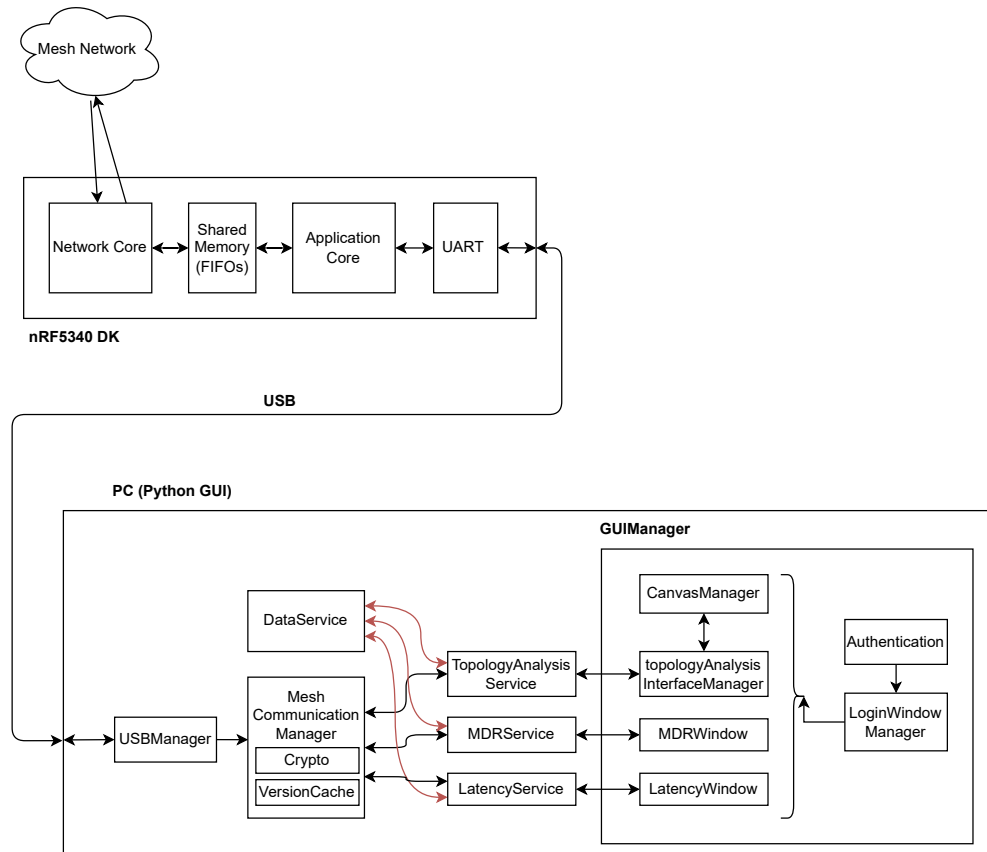 Mesh Network
Network Core
Shared
Memory
(FIFOs)
Application
Core
UART
nRF5340 DK
USB
PC (Python GUI)
GUIManager
CanvasManager
DataService
Authentication
TopologyAnalysis
Service
topologyAnalysis
InterfaceManager
Mesh
Communication
Manager
LoginWindow
Manager
USBManager
MDRService
MDRWindow
Crypto
VersionCache
LatencyService
LatencyWindow